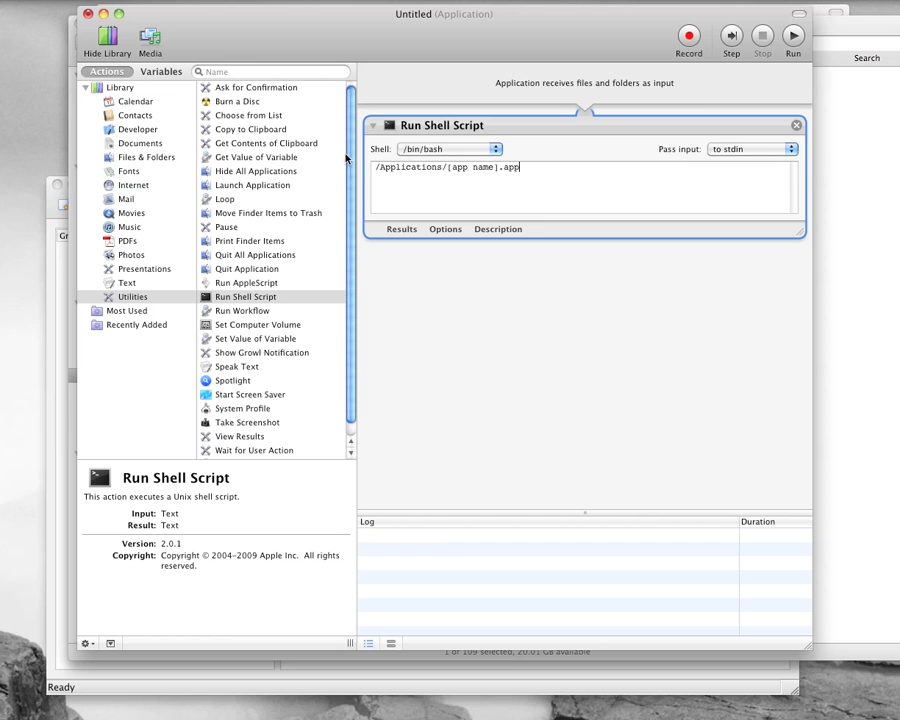 Untitled (Application)
Hide Library
Media
Record
Step
Stop
Run
Search
Actions
Variables
Name
Library
Calendar
Contacts
Developer
Documents
Files & Folders
Fonts
Internet
Mail
Movies
Music
PDFs
Photos
Presentations
Text
Utilities
Most Used
Recently Added
Ask for Confirmation
Burn a Disc
Choose from List
Copy to Clipboard
Get Contents of Clipboard
Get Value of Variable
Hide All Applications
Launch Application
Loop
Move Finder Items to Trash
Pause
Print Finder Items
Quit All Applications
Quit Application
Run AppleScript
Run Shell Script
Run Workflow
Set Computer Volume
Set Value of Variable
Show Growl Notification
Speak Text
Spotlight
Start Screen Saver
System Profile
Take Screenshot
View Results
Wait for User Action
Application receives files and folders as input
Run Shell Script
Shell: /bin/bash
Pass input: to stdin
/Applications/[app name].app
Results Options Description
Run Shell Script
This action executes a Unix shell script.
Input: Text
Result: Text
Version: 2.0.1
Copyright: Copyright © 2004–2009 Apple Inc. All rights
reserved.
Log
Duration
1 of 109 selected, 20.01 GB available
Ready